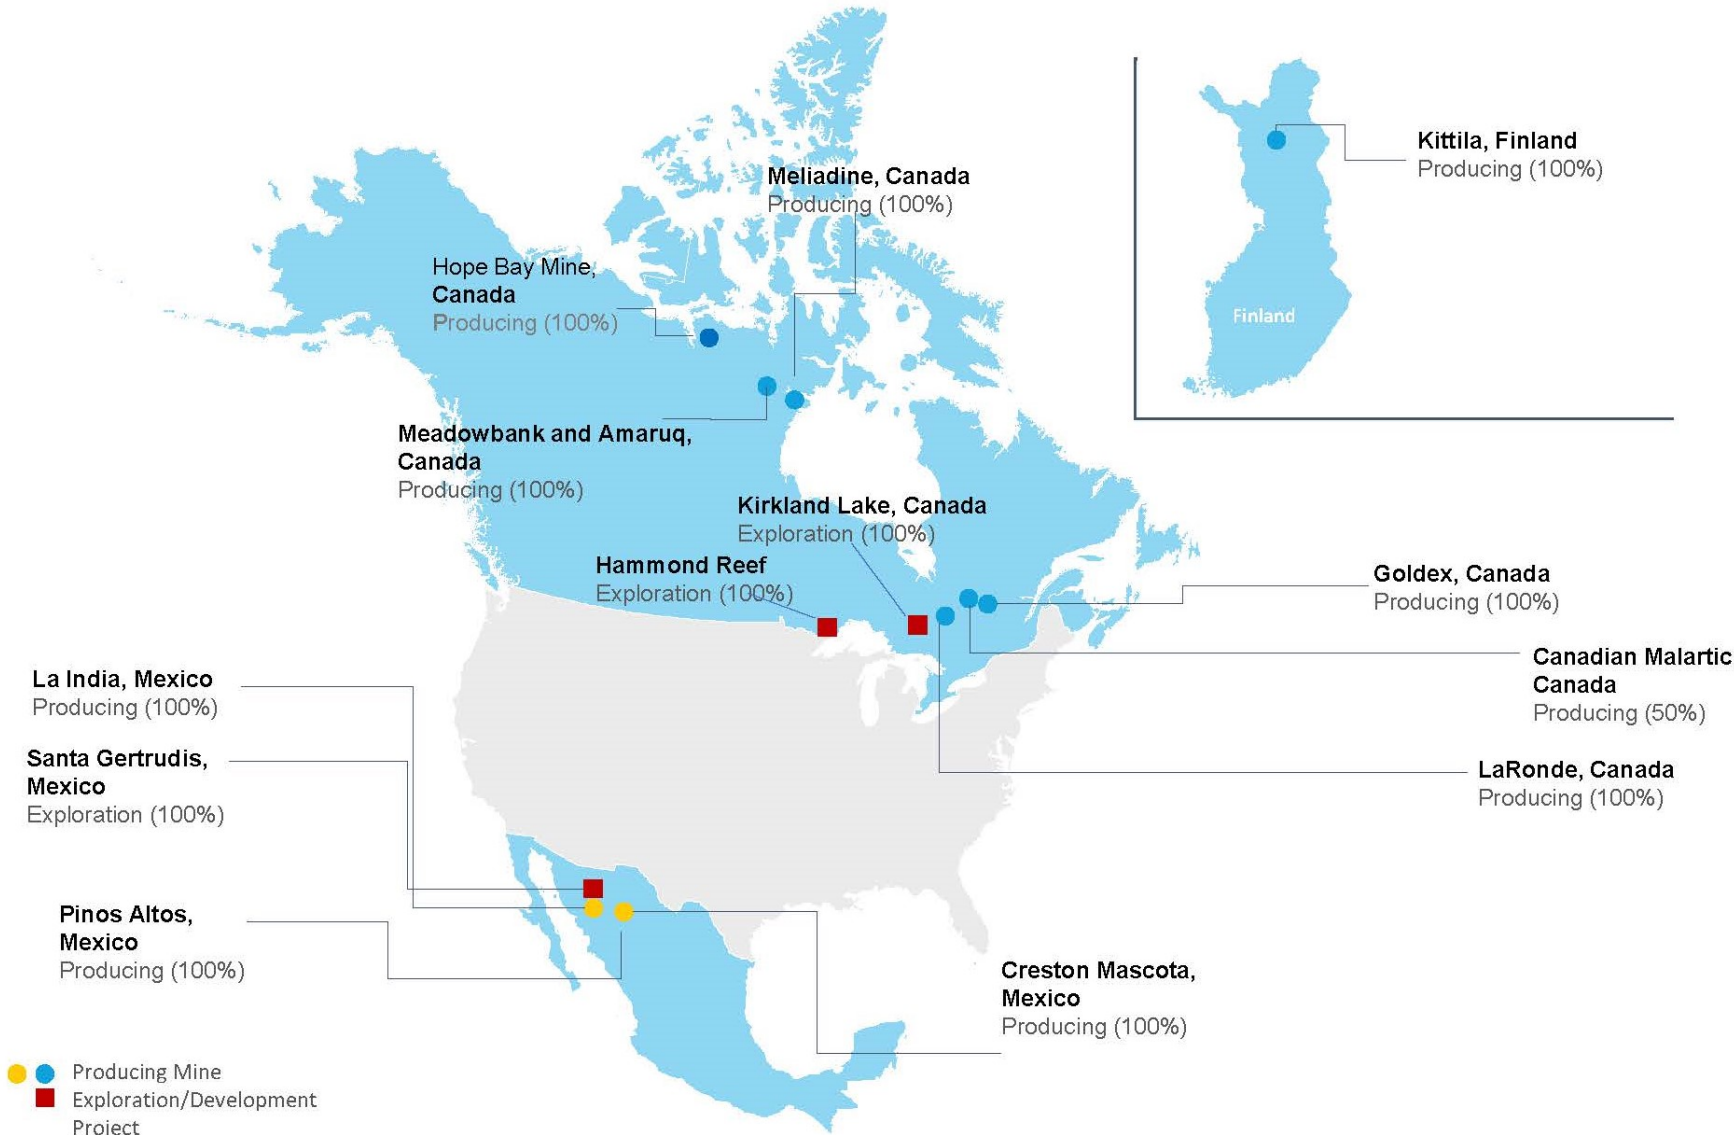 Meliadine, Canada
Producing (100%)
Kittila, Finland
Producing (100%)
Hope Bay Mine,
Canada
Producing (100%)
Finland
Meadowbank and Amaruq,
Canada
Producing (100%)
Kirkland Lake, Canada
Exploration (100%)
Hammond Reef
Exploration (100%)
Goldex, Canada
Producing (100%)
Canadian Malartic
Canada
Producing (50%)
La India, Mexico
Producing (100%)
Santa Gertrudis,
Mexico
Exploration (100%)
LaRonde, Canada
Producing (100%)
Pinos Altos,
Mexico
Producing (100%)
Creston Mascota,
Mexico
Producing (100%)
Producing Mine
Exploration/Development
Project